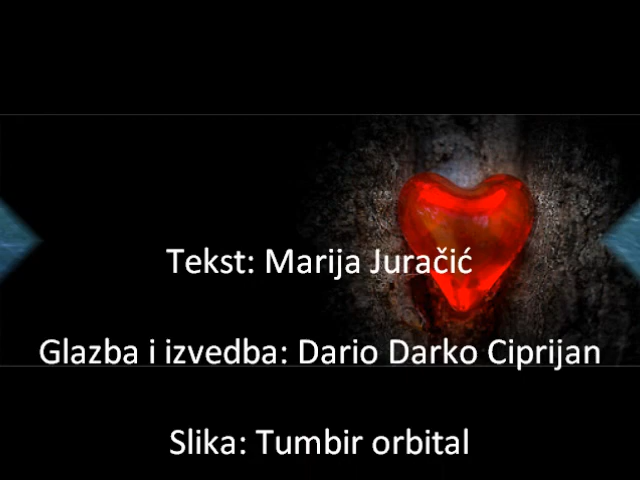 Tekst: Marija Juračić
Glazba i izvedba: Dario Darko Ciprijan
Slika: Tumbir orbital